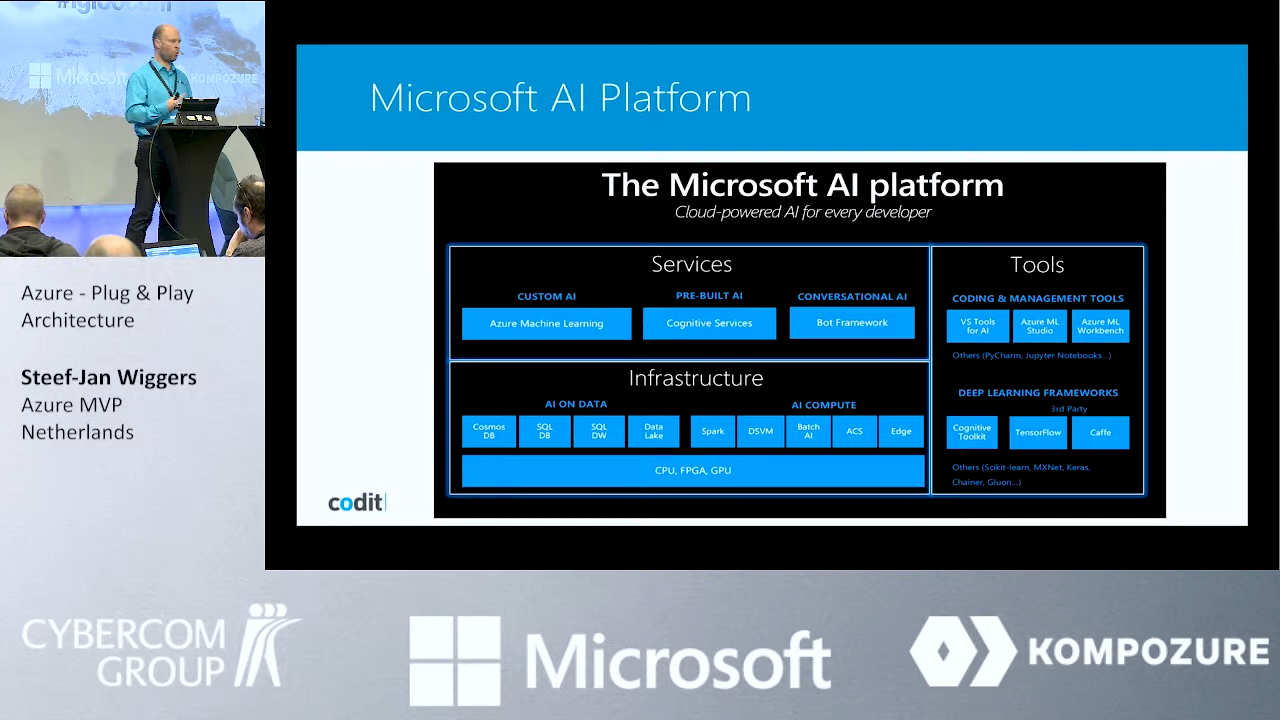 Microsoft
KOMPOZURE
Azure - Plug & Play
Architecture
Steef-Jan Wiggers
Azure MVP
Netherlands
Microsoft AI Platform
The Microsoft AI platform
Cloud-powered AI for every developer
Services
CUSTOM AI
PRE-BUILT AI
CONVERSATIONAL AI
Azure Machine Learning
Cognitive Services
Bot Framework
Infrastructure
AI ON DATA
AI COMPUTE
Cosmos
DB
SQL
DB
SQL
DW
Data
Lake
Spark
DSVM
Batch
AI
ACS
Edge
CPU, FPGA, GPU
Tools
CODING & MANAGEMENT TOOLS
VS Tools
for AI
Azure ML
Studio
Azure ML
Workbench
Others (PyCharm, Jupyter Notebooks...)
DEEP LEARNING FRAMEWORKS
3rd Party
Cognitive
Toolkit
TensorFlow
Caffe
Others (Scikit-learn, MXNet, Keras,
Chainer, Gluon...)
codit
CYBERCOM
GROUP
Microsoft
KOMPOZURE